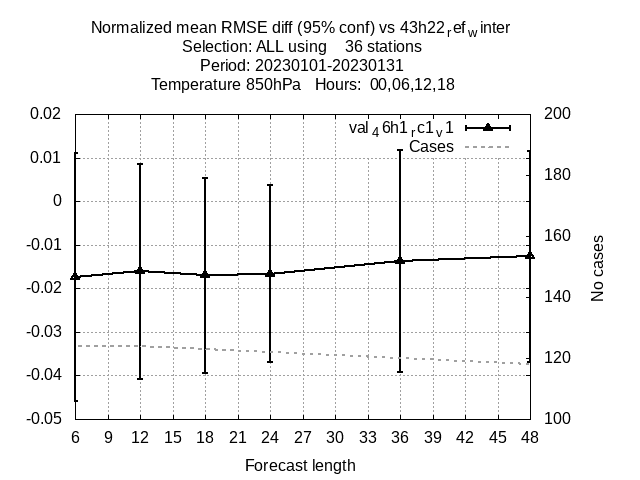 Normalized mean RMSE diff (95% conf) vs 43h22refwinter
Selection: ALL using 36 stations
Period: 20230101-20230131
Temperature 850hPa Hours: 00,06,12,18
val46h1rc1v1
Cases
0.02
0.01
0
-0.01
-0.02
-0.03
-0.04
-0.05
200
180
160
140
120
100
No cases
6 9 12 15 18 21 24 27 30 33 36 39 42 45 48
Forecast length